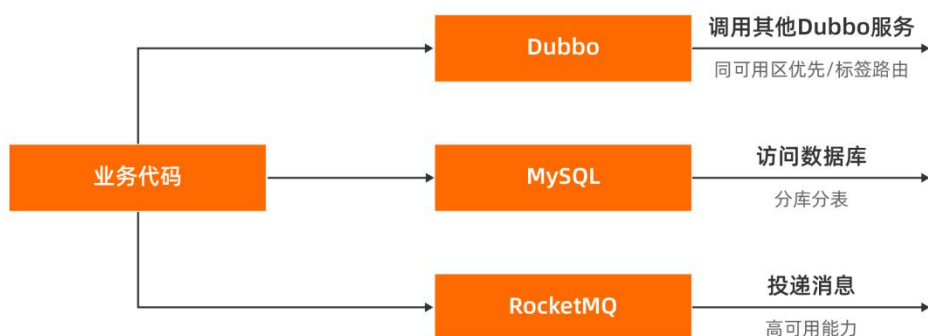 Dubbo
调用其他Dubbo服务
同可用区优先/标签路由
业务代码
MySQL
访问数据库
分库分表
RocketMQ
投递消息
高可用能力